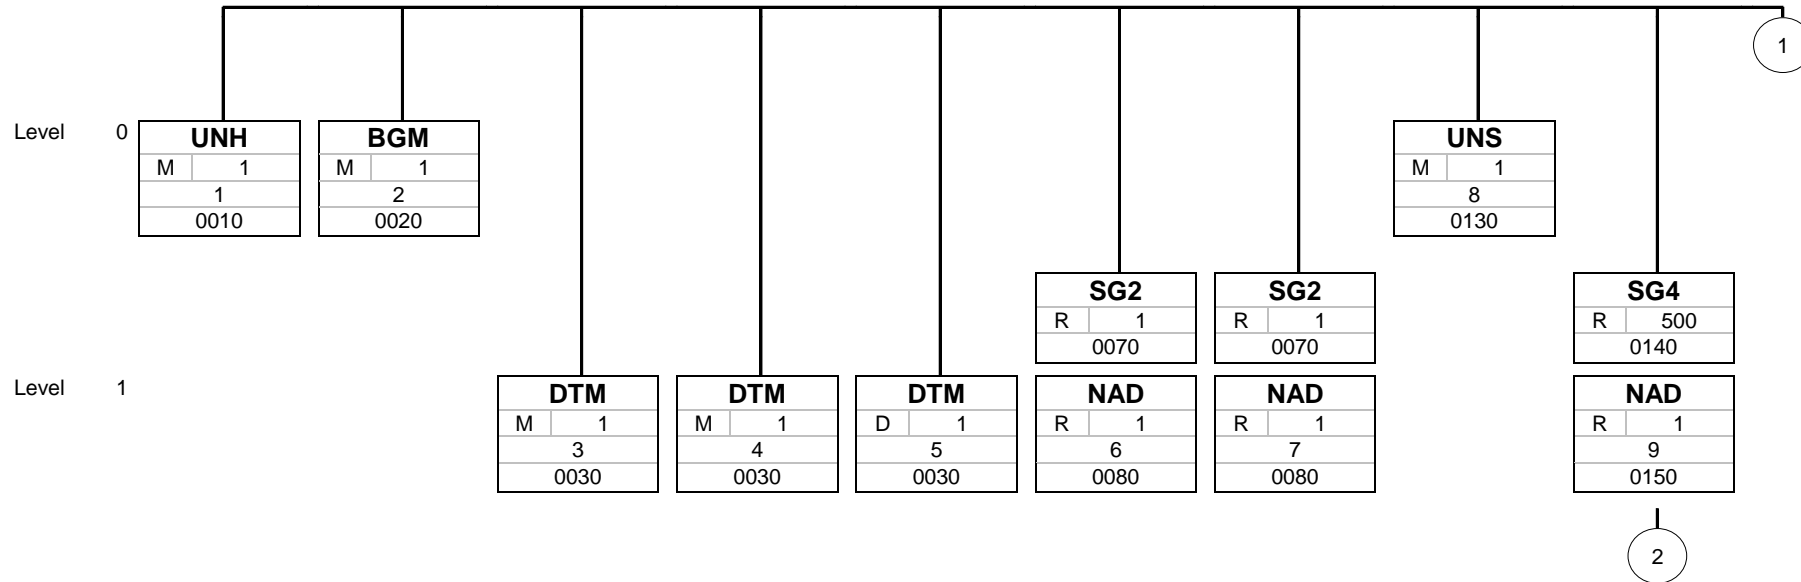 1
Level 0
UNH
M 1
1
0010
BGM
M 1
2
0020
UNS
M 1
8
0130
SG2
R 1
0070
SG2
R 1
0070
SG4
R 500
0140
Level 1
DTM
M 1
3
0030
DTM
M 1
4
0030
DTM
D 1
5
0030
NAD
R 1
6
0080
NAD
R 1
7
0080
NAD
R 1
9
0150
2